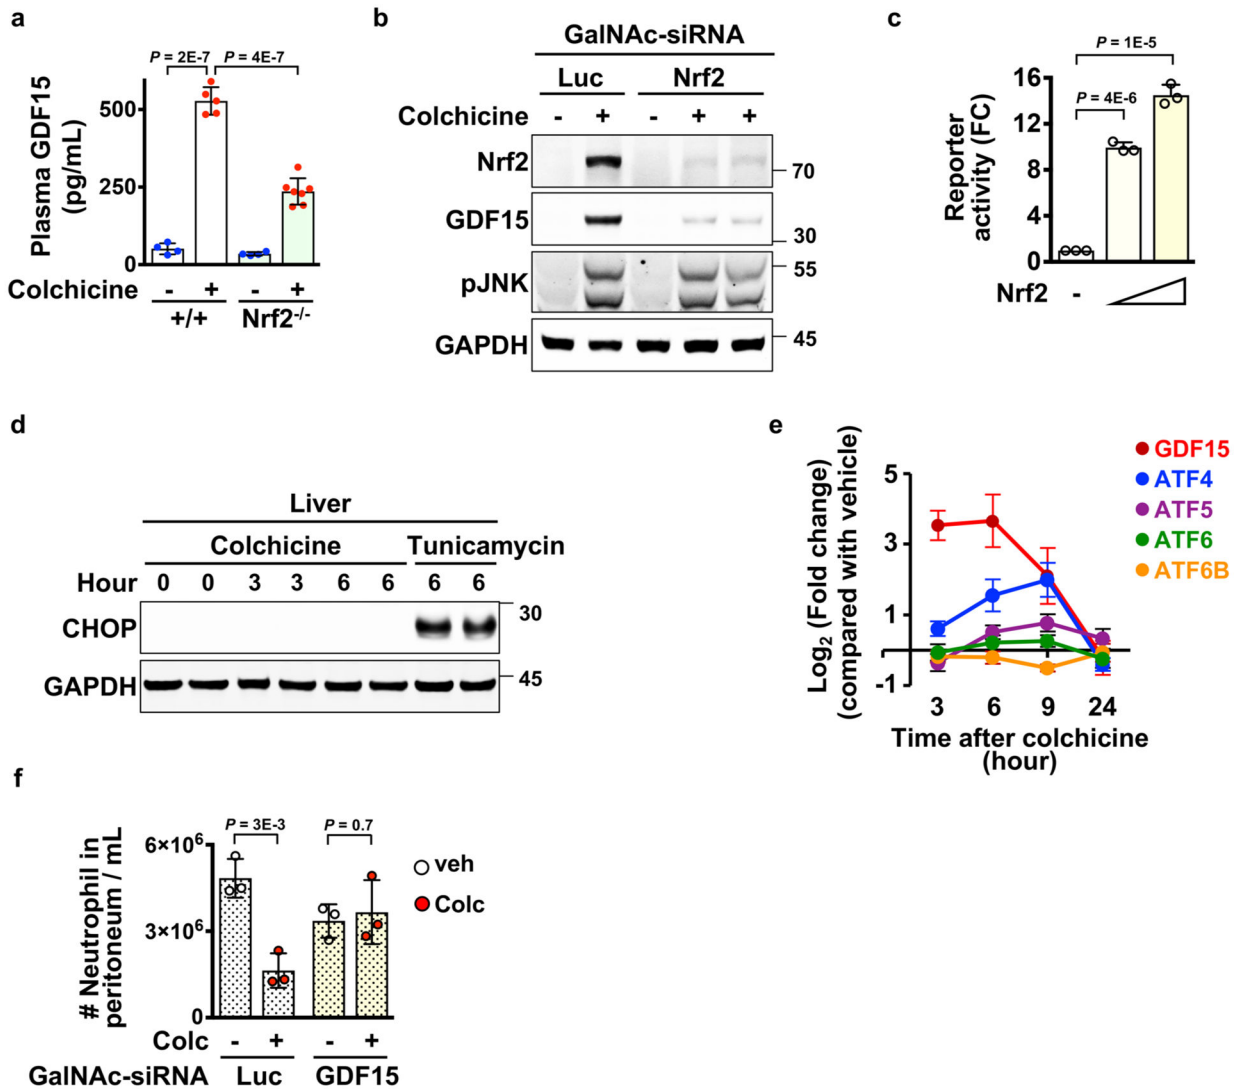 a
P = 2E-7 P = 4E-7
Plasma GDF15
(pg/mL)
500
250
0
Colchicine - + - +
+/+ Nrf2-/-
b
GalNAc-siRNA
Luc Nrf2
Colchicine - + - + +
Nrf2
70
GDF15
30
pJNK
55
GAPDH
45
c
P = 1E-5
P = 4E-6
Reporter
activity (FC)
16
12
8
4
0
Nrf2 -
d
Liver
Colchicine Tunicamycin
Hour 0 0 3 3 6 6 6 6
CHOP
30
GAPDH
45
e
Log2 (Fold change)
(compared with vehicle)
5
3
1
-1
3 6 9 24
Time after colchicine
(hour)
GDF15
ATF4
ATF5
ATF6
ATF6B
f
P = 3E-3 P = 0.7
# Neutrophil in
peritoneum / mL
6×10⁶
3×10⁶
0
veh
Colc
Colc - + - +
GalNAc-siRNA Luc GDF15